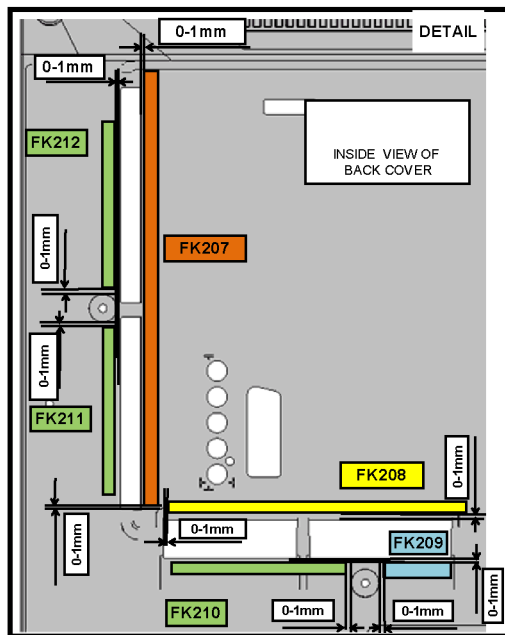 0-1mm
DETAIL
0-1mm
FK212
INSIDE VIEW OF
BACK COVER
FK207
0-1mm
0-1mm
FK211
FK208
0-1mm
0-1mm
0-1mm
FK209
0-1mm
FK210
0-1mm
0-1mm